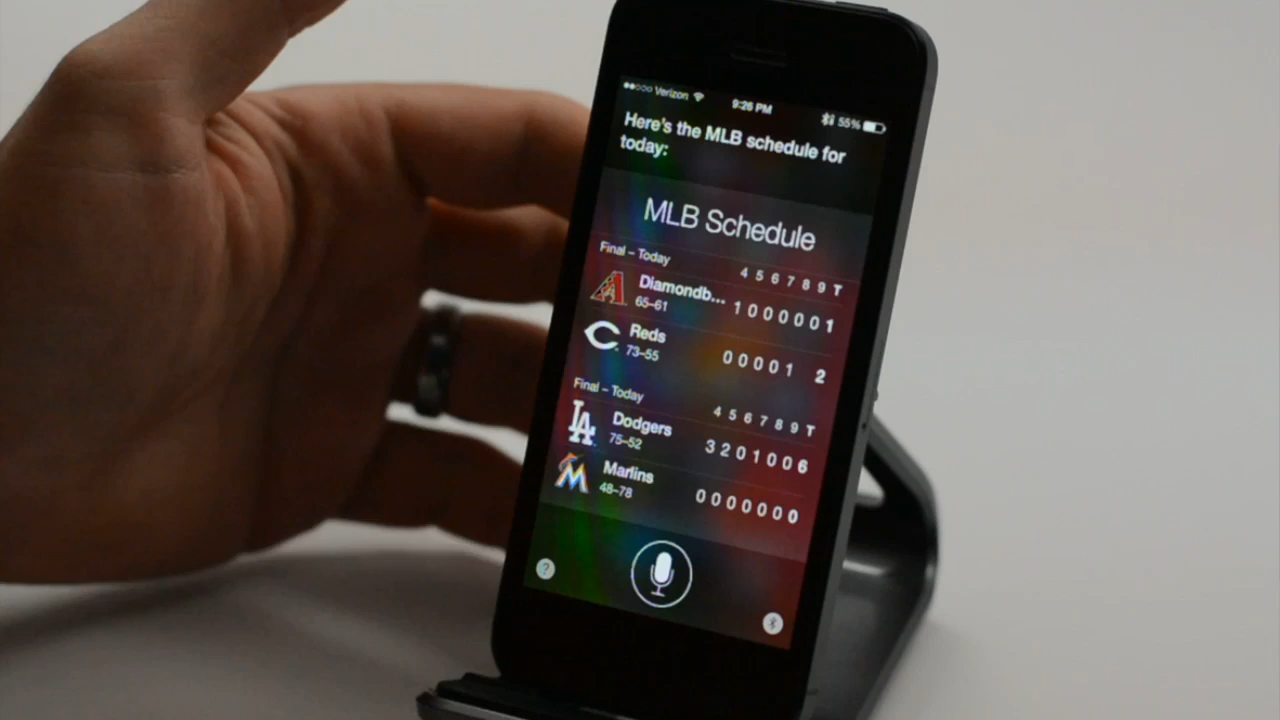 Verizon 9:26 PM 55%
Here's the MLB schedule for
today:
MLB Schedule
Final – Today
4 5 6 7 8 9 T
Diamondb...
65–61
1 0 0 0 0 0 1
Reds
73–55
0 0 0 0 1 2
Final – Today
4 5 6 7 8 9 T
LA
Dodgers
75–52
3 2 0 1 0 0 6
M
Marlins
48–78
0 0 0 0 0 0 0
?